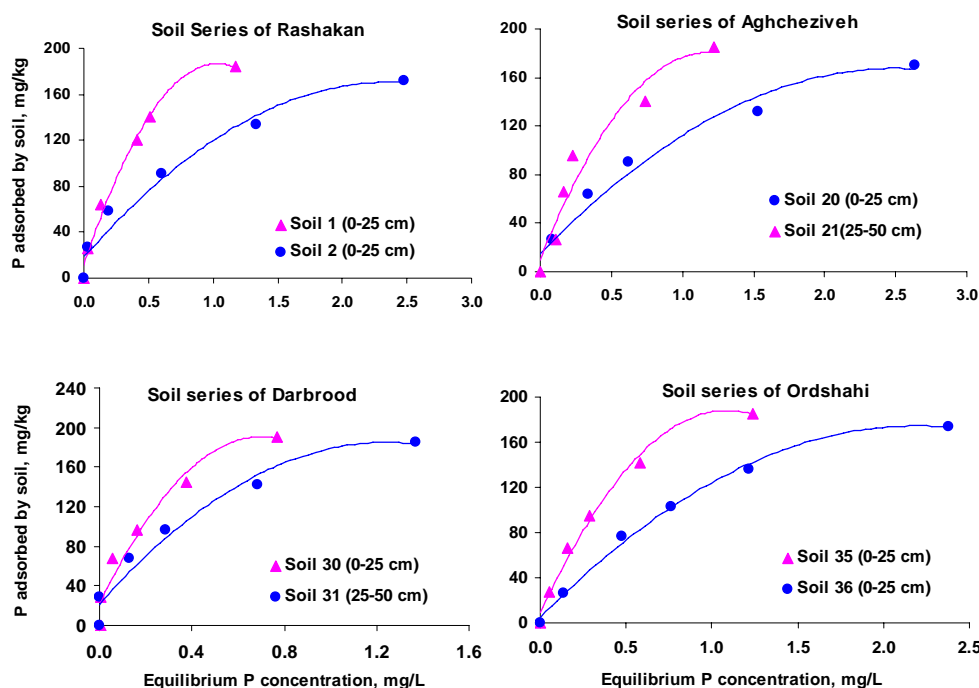 Soil Series of Rashakan
P adsorbed by soil, mg/kg
200
160
120
80
40
0
Soil 1 (0-25 cm)
Soil 2 (0-25 cm)
0.0 0.5 1.0 1.5 2.0 2.5 3.0
Soil series of Aghcheziveh
200
160
120
80
40
0
Soil 20 (0-25 cm)
Soil 21(25-50 cm)
0.0 0.5 1.0 1.5 2.0 2.5 3.0
Soil series of Darbrood
P adsorbed by soil, mg/kg
240
200
160
120
80
40
0
Soil 30 (0-25 cm)
Soil 31 (25-50 cm)
0.0 0.4 0.8 1.2 1.6
Equilibrium P concentration, mg/L
Soil series of Ordshahi
200
160
120
80
40
0
Soil 35 (0-25 cm)
Soil 36 (0-25 cm)
0.0 0.5 1.0 1.5 2.0 2.5
Equilibrium P concentration, mg/L